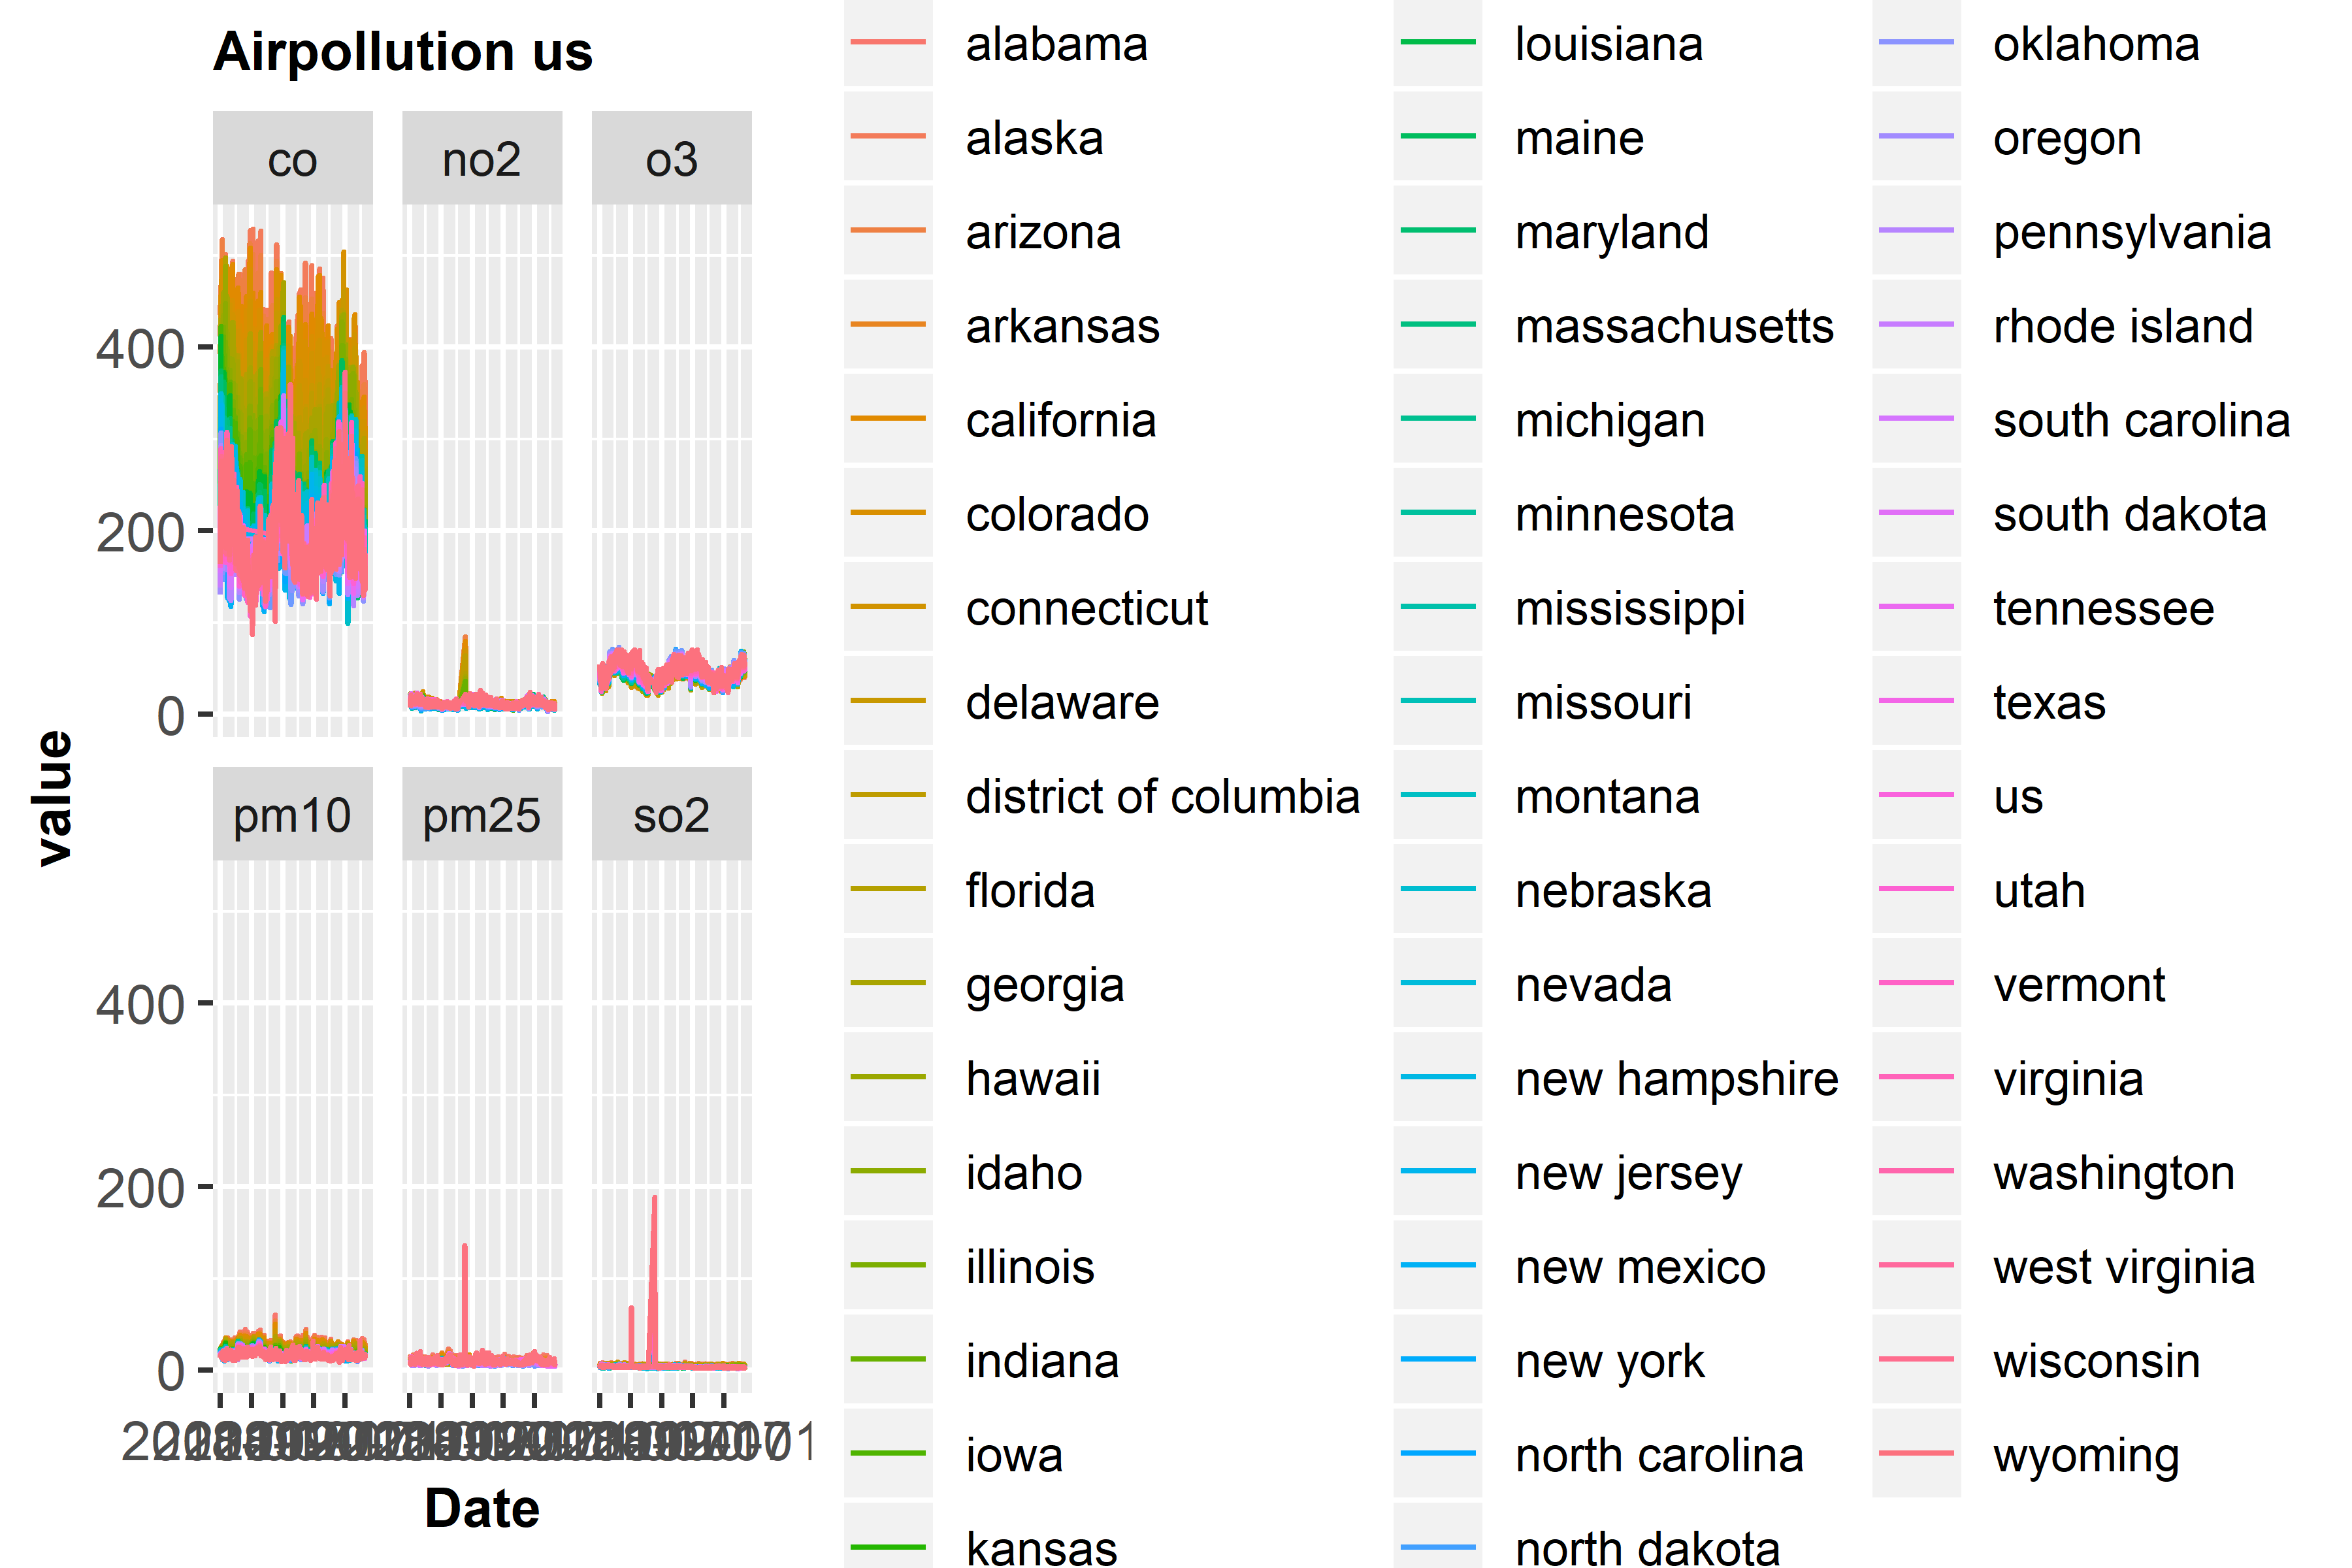 Airpollution us
co
no2
o3
400
200
0
pm10
pm25
so2
400
200
0
value
Date
alabama
alaska
arizona
arkansas
california
colorado
connecticut
delaware
district of columbia
florida
georgia
hawaii
idaho
illinois
indiana
iowa
kansas
louisiana
maine
maryland
massachusetts
michigan
minnesota
mississippi
missouri
montana
nebraska
nevada
new hampshire
new jersey
new mexico
new york
north carolina
north dakota
oklahoma
oregon
pennsylvania
rhode island
south carolina
south dakota
tennessee
texas
us
utah
vermont
virginia
washington
west virginia
wisconsin
wyoming